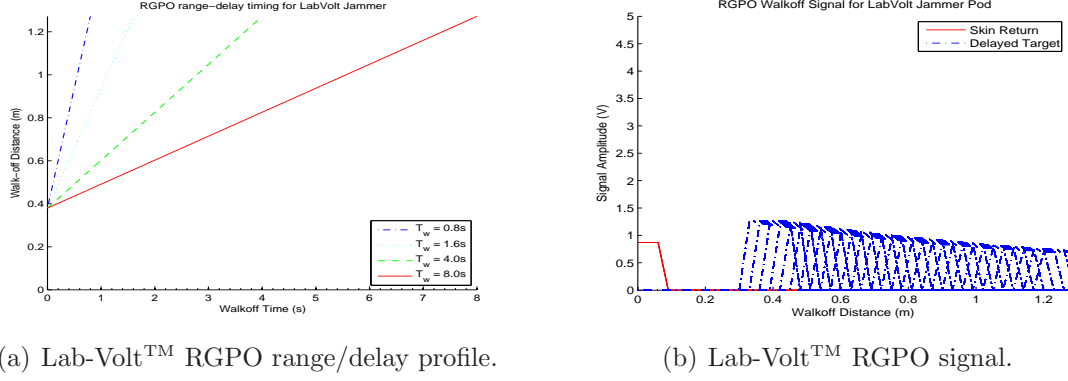 RGPO range−delay timing for LabVolt Jammer
Walk−off Distance (m)
1.2
1
0.8
0.6
0.4
0.2
0
0 1 2 3 4 5 6 7 8
Walkoff Time (s)
T_w = 0.8s
T_w = 1.6s
T_w = 4.0s
T_w = 8.0s
(a) Lab-Volt™ RGPO range/delay profile.
RGPO Walkoff Signal for LabVolt Jammer Pod
Signal Amplitude (V)
5
4.5
4
3.5
3
2.5
2
1.5
1
0.5
0
0 0.2 0.4 0.6 0.8 1 1.2
Walkoff Distance (m)
Skin Return
Delayed Target
(b) Lab-Volt™ RGPO signal.